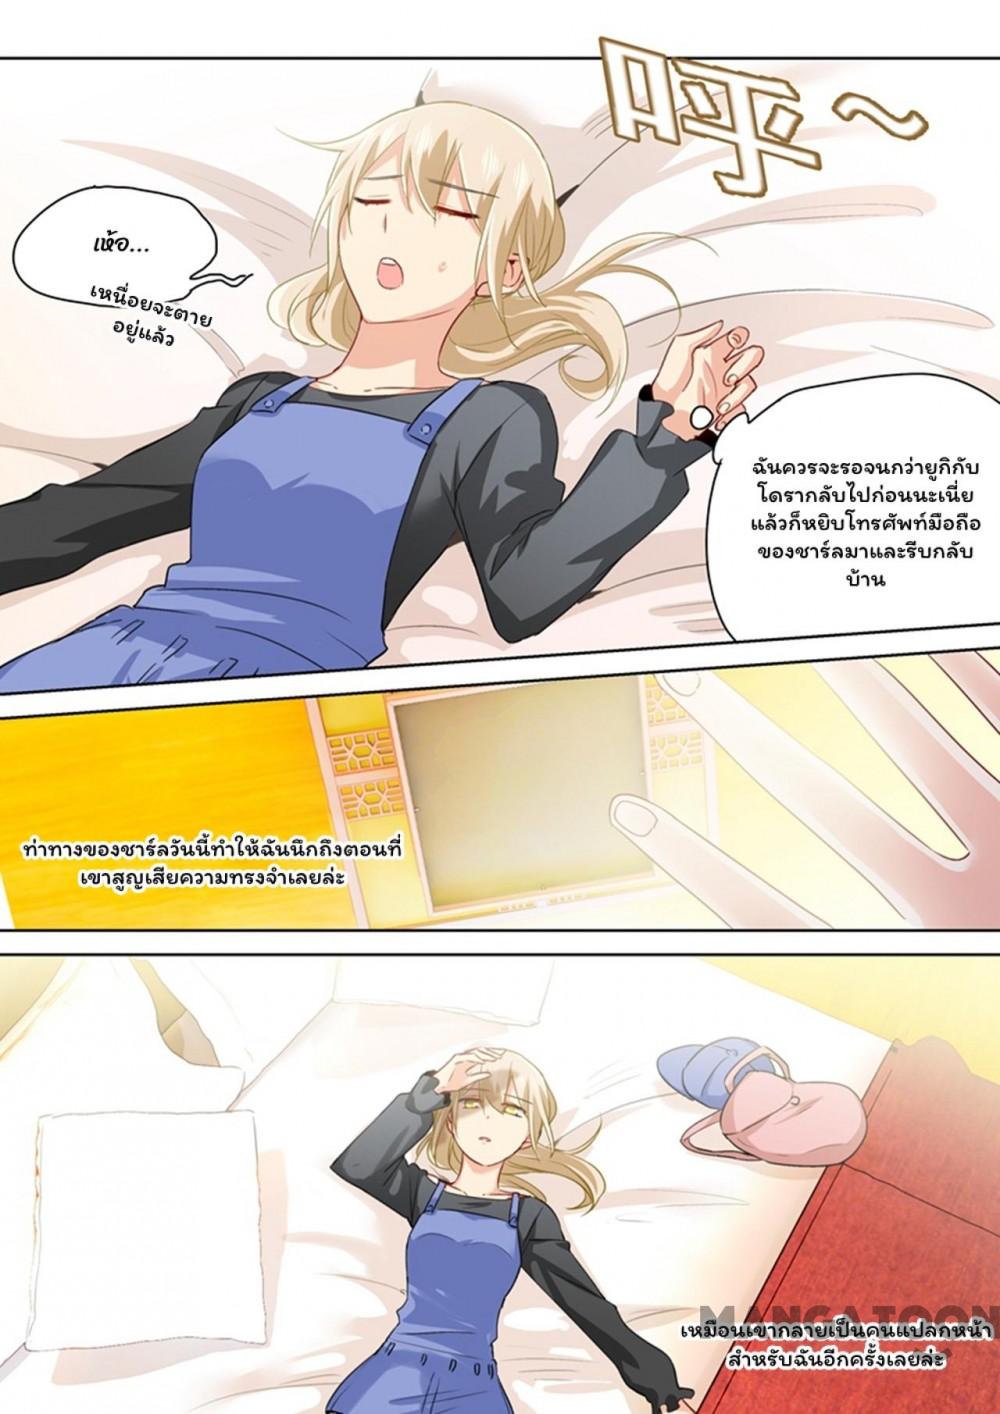 呼~
เห้อ...
เหนื่อยจะตาย
อยู่แล้ว
ฉันควรจะรอจนกว่ายูกิกับ
โดรากลับไปก่อนนะเนี่ย
แล้วก็หยิบโทรศัพท์มือถือ
ของชาร์ลมาและรีบกลับ
บ้าน
ท่าทางของชาร์ลวันนี้ทำให้ฉันนึกถึงตอนที่
เขาสูญเสียความทรงจำเลยล่ะ
MANGATOON
เหมือนเขากลายเป็นคนแปลกหน้า
สำหรับฉันอีกครั้งเลยล่ะ